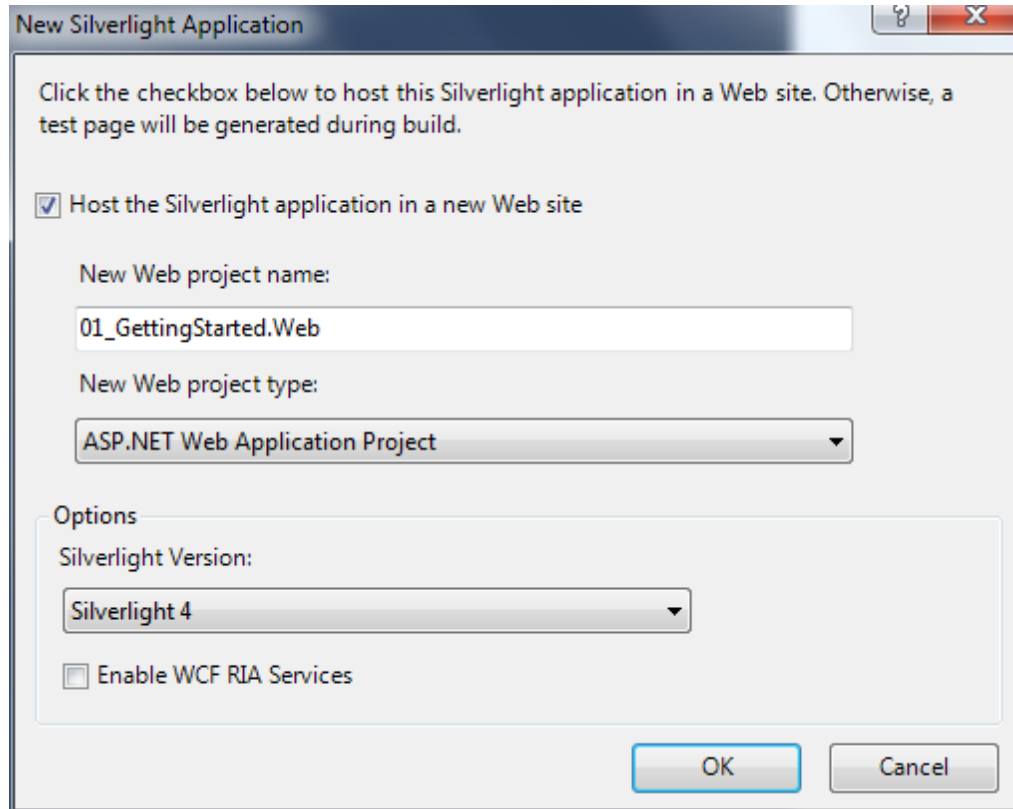 New Silverlight Application
Click the checkbox below to host this Silverlight application in a Web site. Otherwise, a
test page will be generated during build.
Host the Silverlight application in a new Web site
New Web project name:
01_GettingStarted.Web
New Web project type:
ASP.NET Web Application Project
Options
Silverlight Version:
Silverlight 4
Enable WCF RIA Services
OK
Cancel